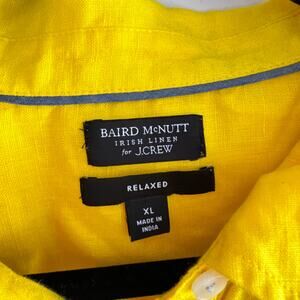 BAIRD McNUTT
IRISH LINEN
for J.CREW
RELAXED
XL
MADE IN
INDIA